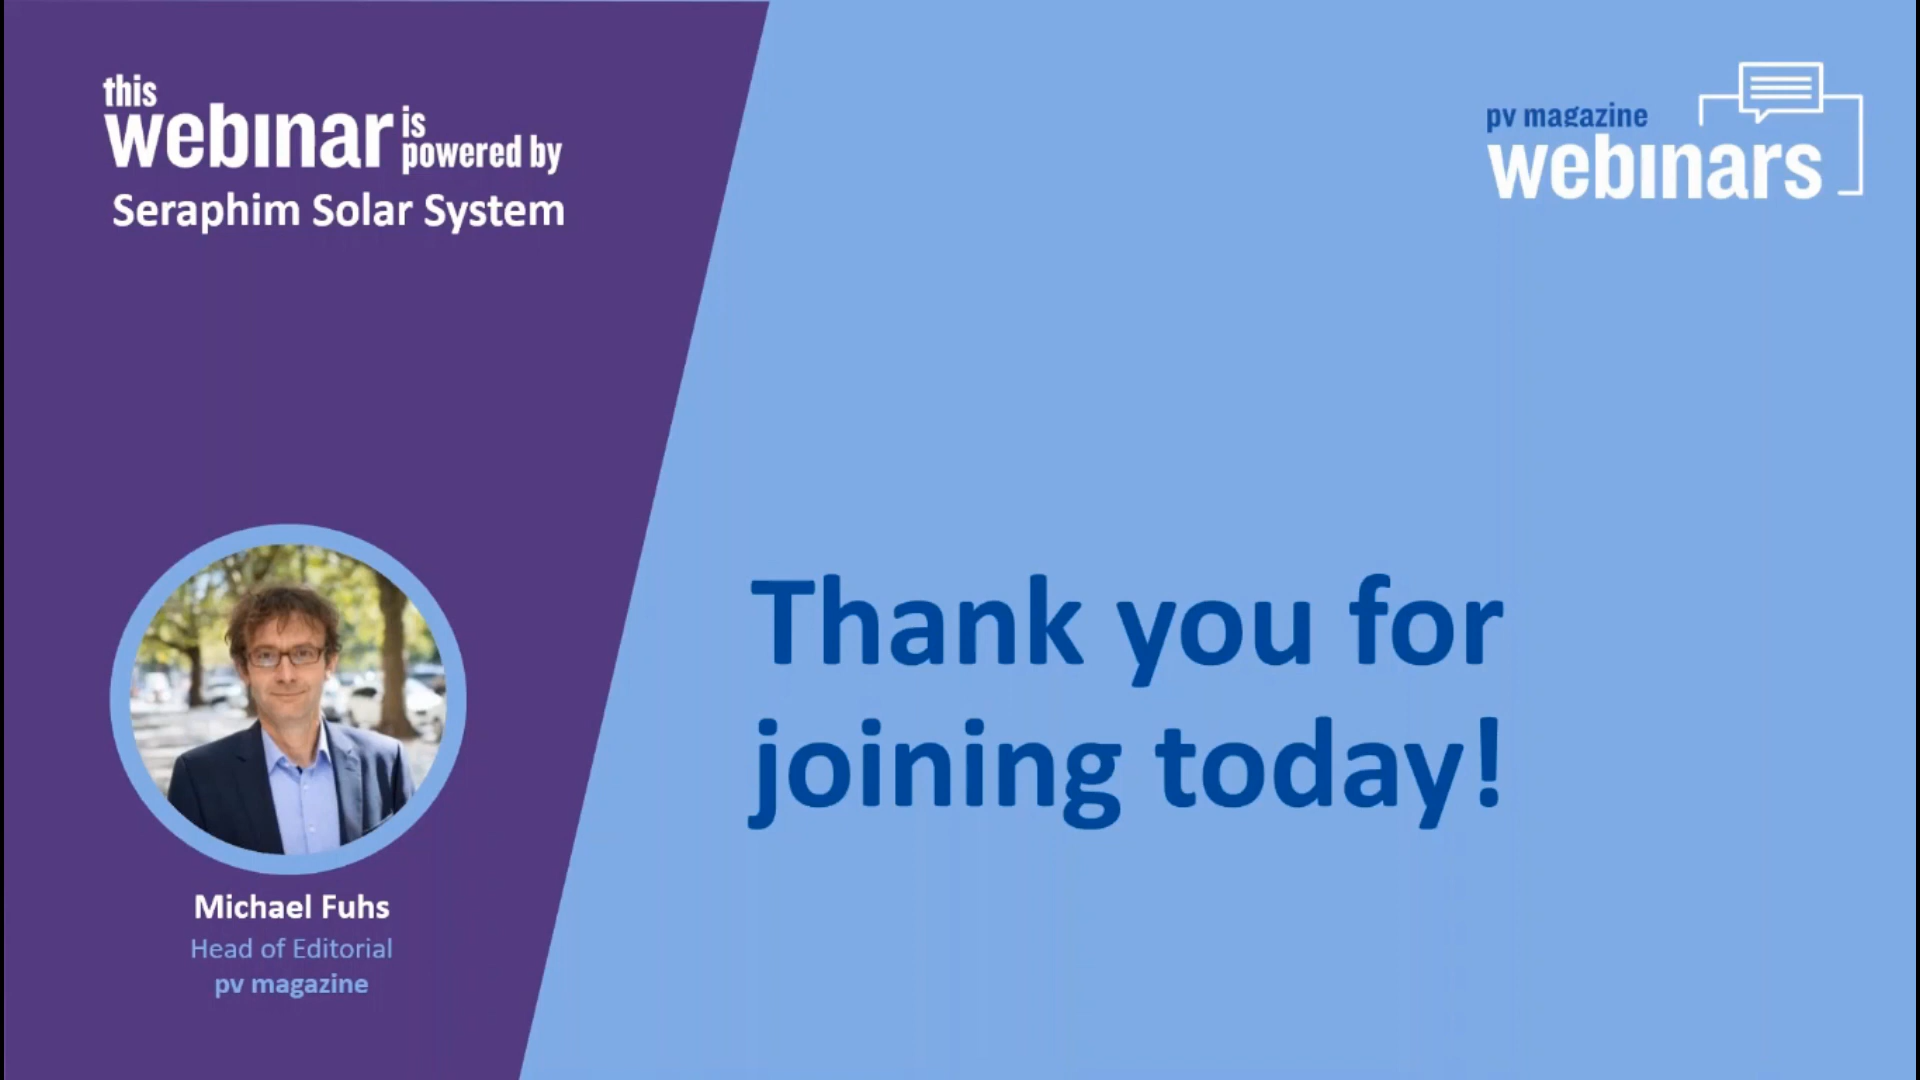 this
webinar is
powered by
Seraphim Solar System
pv magazine
webinars
Thank you for
joining today!
Michael Fuhs
Head of Editorial
pv magazine